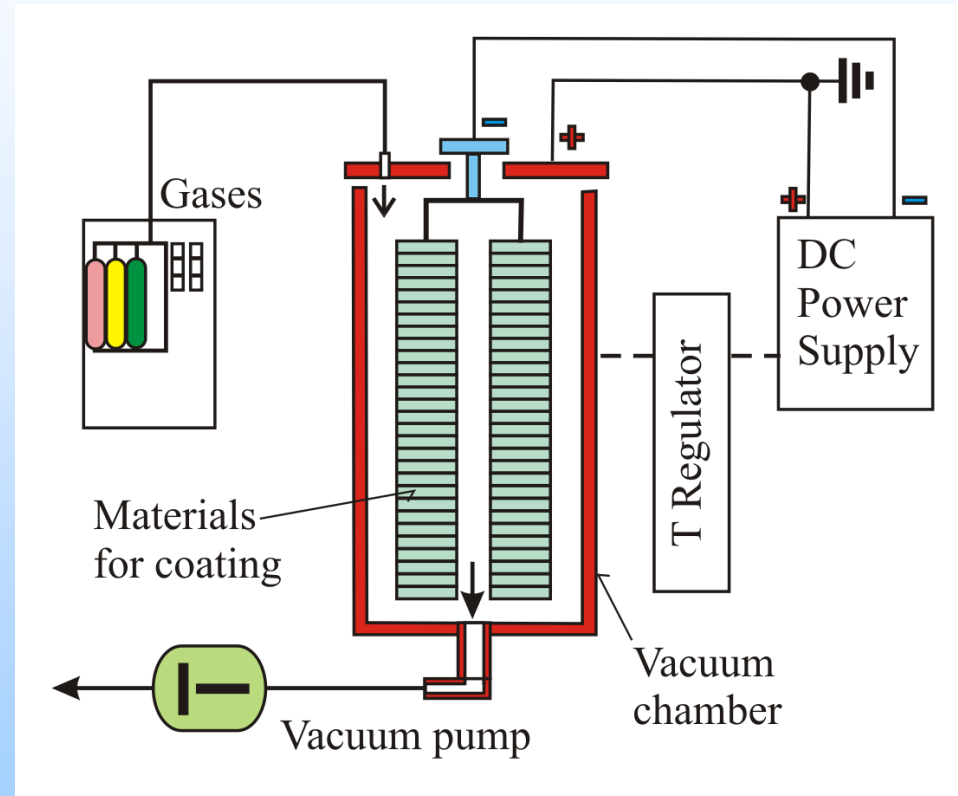 Gases
DC
Power
Supply
T Regulator
Materials
for coating
Vacuum
chamber
Vacuum pump